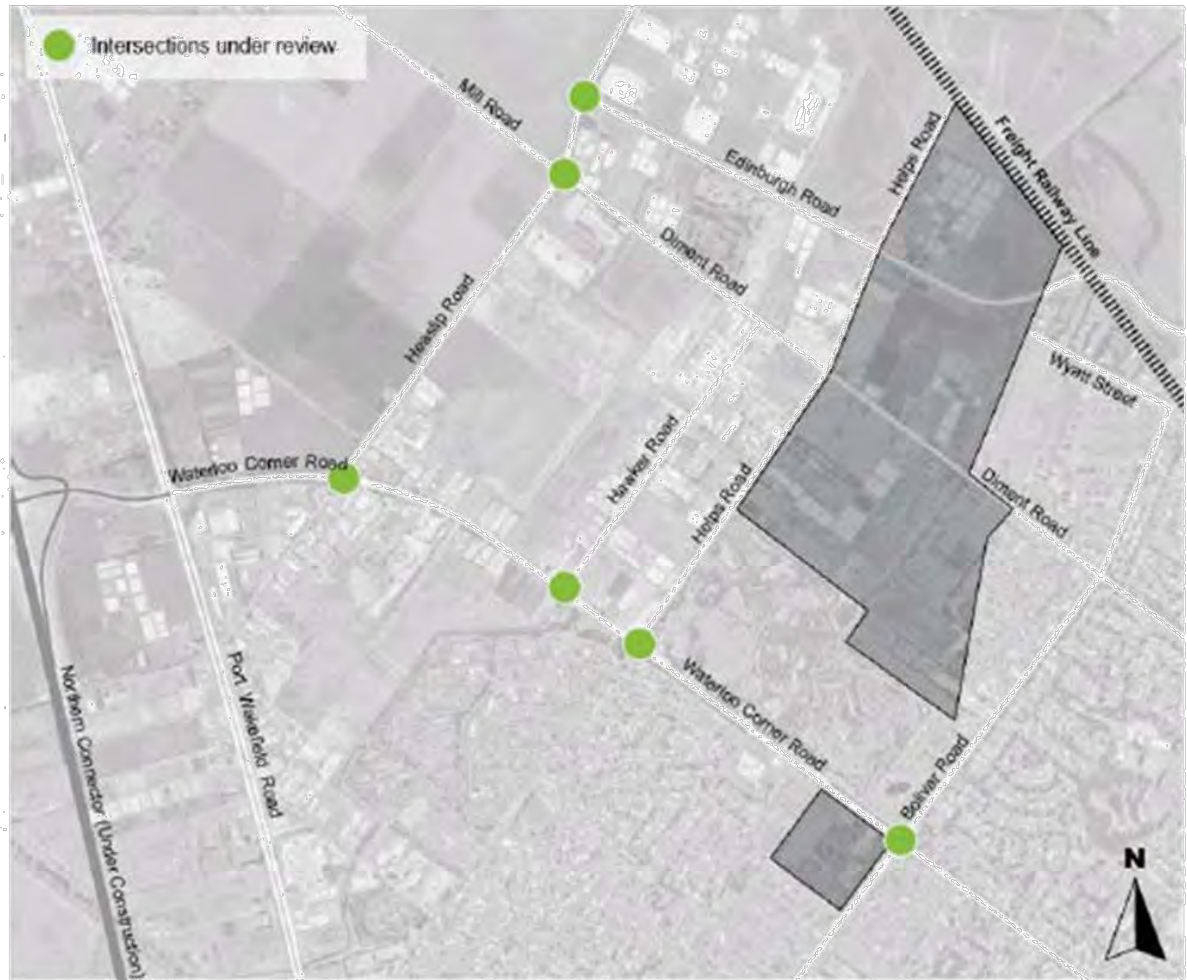 Intersections under review
Mill Road
Edinburgh Road
Helps Road
Freight Railway Line
Diment Road
Heaslip Road
Wyatt Street
Waterloo Corner Road
Hawker Road
Helps Road
Diment Road
Northern Connector (Under Construction)
Port Wakefield Road
Waterloo Corner Road
Bolivar Road
N